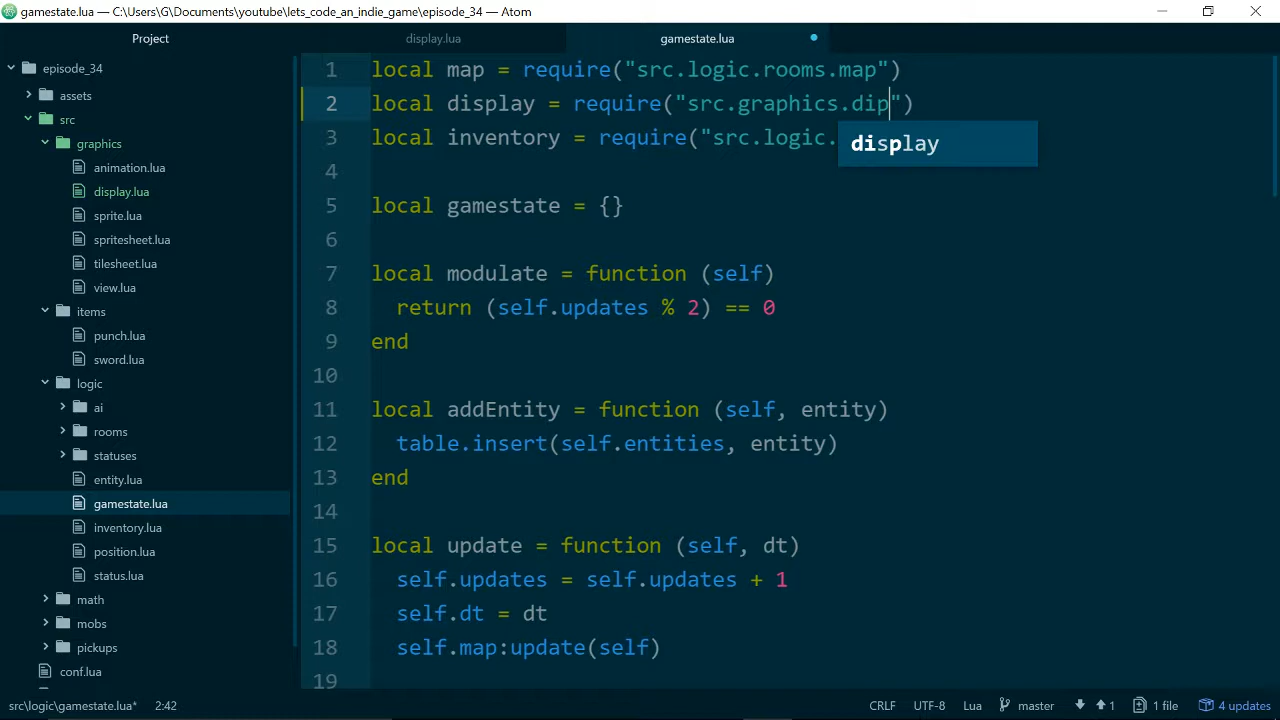 gamestate.lua — C:\Users\G\Documents\youtube\lets_code_an_indie_game\episode_34 — Atom
Project
display.lua
gamestate.lua
episode_34
assets
src
graphics
animation.lua
display.lua
sprite.lua
spritesheet.lua
tilesheet.lua
view.lua
items
punch.lua
sword.lua
logic
ai
rooms
statuses
entity.lua
gamestate.lua
inventory.lua
position.lua
status.lua
math
mobs
pickups
conf.lua
1 local map = require("src.logic.rooms.map")
2 local display = require("src.graphics.dip")
3 local inventory = require("src.logic.
display
4
5 local gamestate = {}
6
7 local modulate = function (self)
8 return (self.updates % 2) == 0
9 end
10
11 local addEntity = function (self, entity)
12 table.insert(self.entities, entity)
13 end
14
15 local update = function (self, dt)
16 self.updates = self.updates + 1
17 self.dt = dt
18 self.map:update(self)
19
src\logic\gamestate.lua* 2:42 CRLF UTF-8 Lua master 1 1 file 4 updates